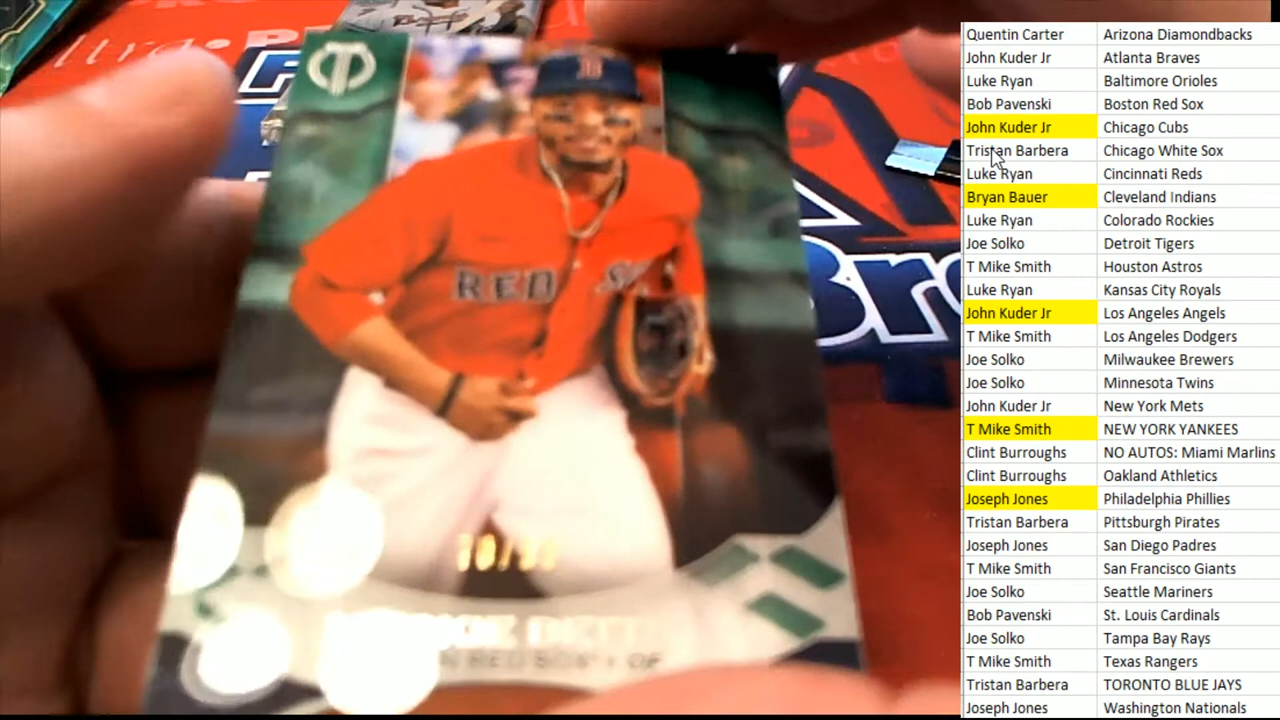 RED
Quentin Carter Arizona Diamondbacks
John Kuder Jr Atlanta Braves
Luke Ryan Baltimore Orioles
Bob Pavenski Boston Red Sox
John Kuder Jr Chicago Cubs
Tristan Barbera Chicago White Sox
Luke Ryan Cincinnati Reds
Bryan Bauer Cleveland Indians
Luke Ryan Colorado Rockies
Joe Solko Detroit Tigers
T Mike Smith Houston Astros
Luke Ryan Kansas City Royals
John Kuder Jr Los Angeles Angels
T Mike Smith Los Angeles Dodgers
Joe Solko Milwaukee Brewers
Joe Solko Minnesota Twins
John Kuder Jr New York Mets
T Mike Smith NEW YORK YANKEES
Clint Burroughs NO AUTOS: Miami Marlins
Clint Burroughs Oakland Athletics
Joseph Jones Philadelphia Phillies
Tristan Barbera Pittsburgh Pirates
Joseph Jones San Diego Padres
T Mike Smith San Francisco Giants
Joe Solko Seattle Mariners
Bob Pavenski St. Louis Cardinals
Joe Solko Tampa Bay Rays
T Mike Smith Texas Rangers
Tristan Barbera TORONTO BLUE JAYS
Joseph Jones Washington Nationals